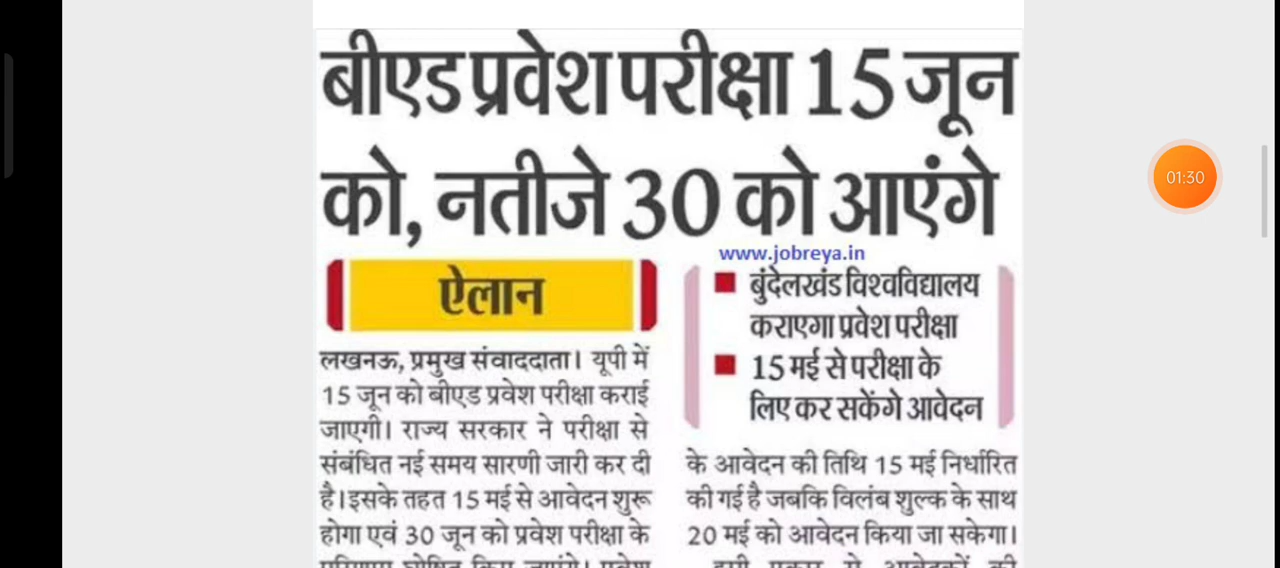 बीएड प्रवेश परीक्षा 15 जून
को, नतीजे 30 को आएंगे
www.jobreya.in
ऐलान
लखनऊ, प्रमुख संवाददाता। यूपी में
15 जून को बीएड प्रवेश परीक्षा कराई
जाएगी। राज्य सरकार ने परीक्षा से
संबंधित नई समय सारणी जारी कर दी
है।इसके तहत 15 मई से आवेदन शुरू
होगा एवं 30 जून को प्रवेश परीक्षा के
बुंदेलखंड विश्वविद्यालय
कराएगा प्रवेश परीक्षा
15 मई से परीक्षा के
लिए कर सकेंगे आवेदन
के आवेदन की तिथि 15 मई निर्धारित
की गई है जबकि विलंब शुल्क के साथ
20 मई को आवेदन किया जा सकेगा।
01:30